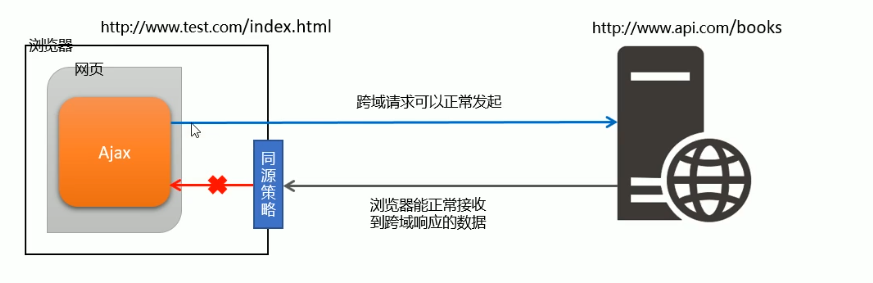 http://www.test.com/index.html
http://www.api.com/books
浏览器
网页
跨域请求可以正常发起
Ajax
同源策略
浏览器能正常接收
到跨域响应的数据